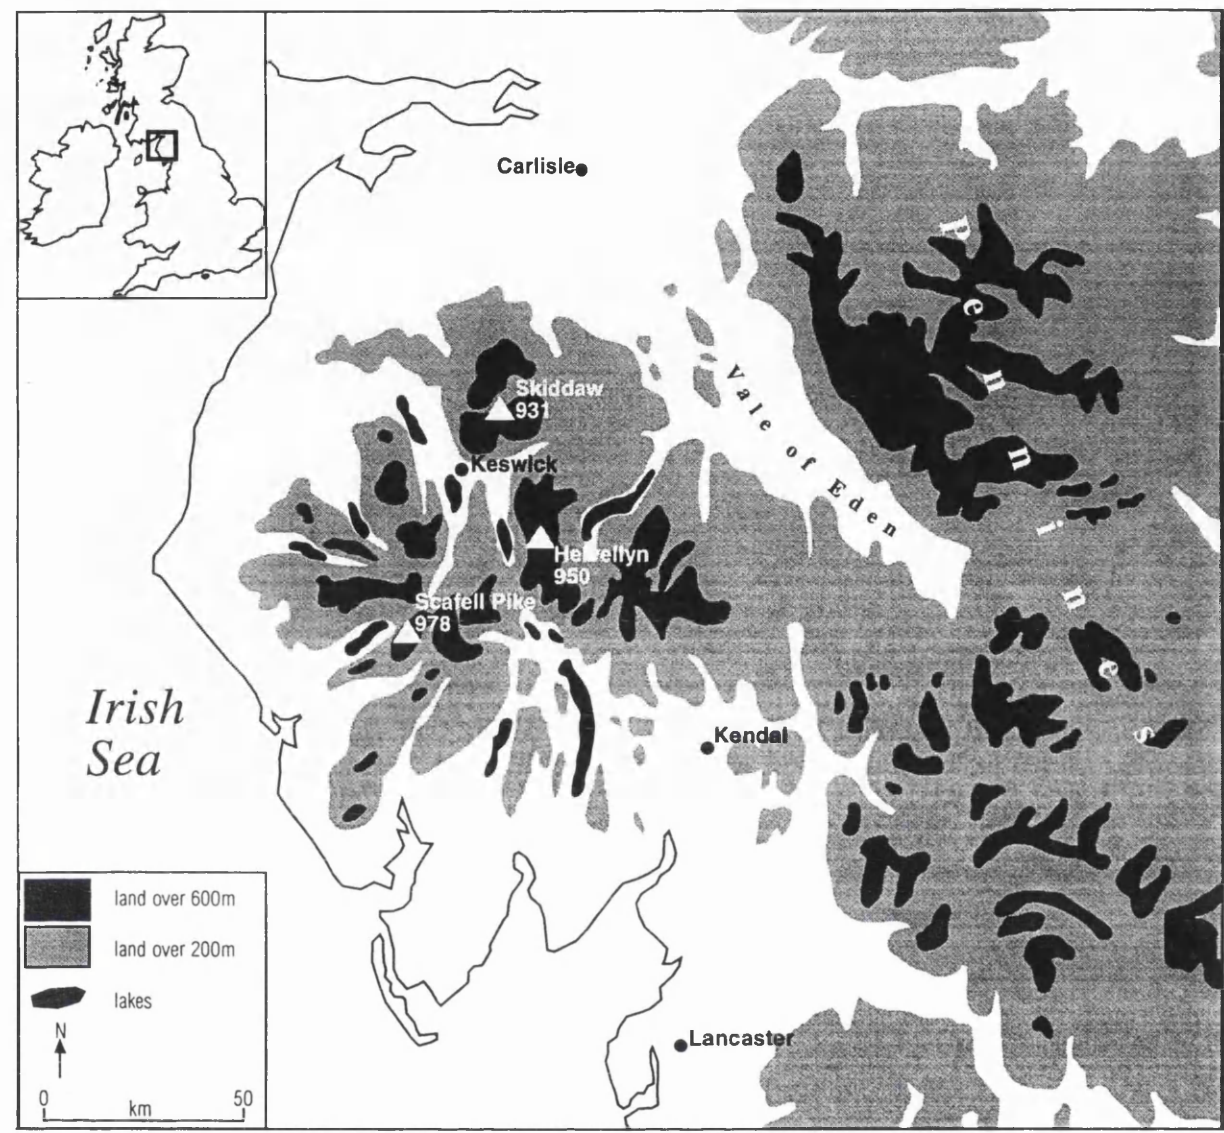 Carlisle
Pennines
Skiddaw
931
Vale of Eden
Keswick
Helvellyn
950
Scafell Pike
978
Irish
Sea
Kendal
land over 600m
land over 200m
lakes
N
0 50
km
Lancaster